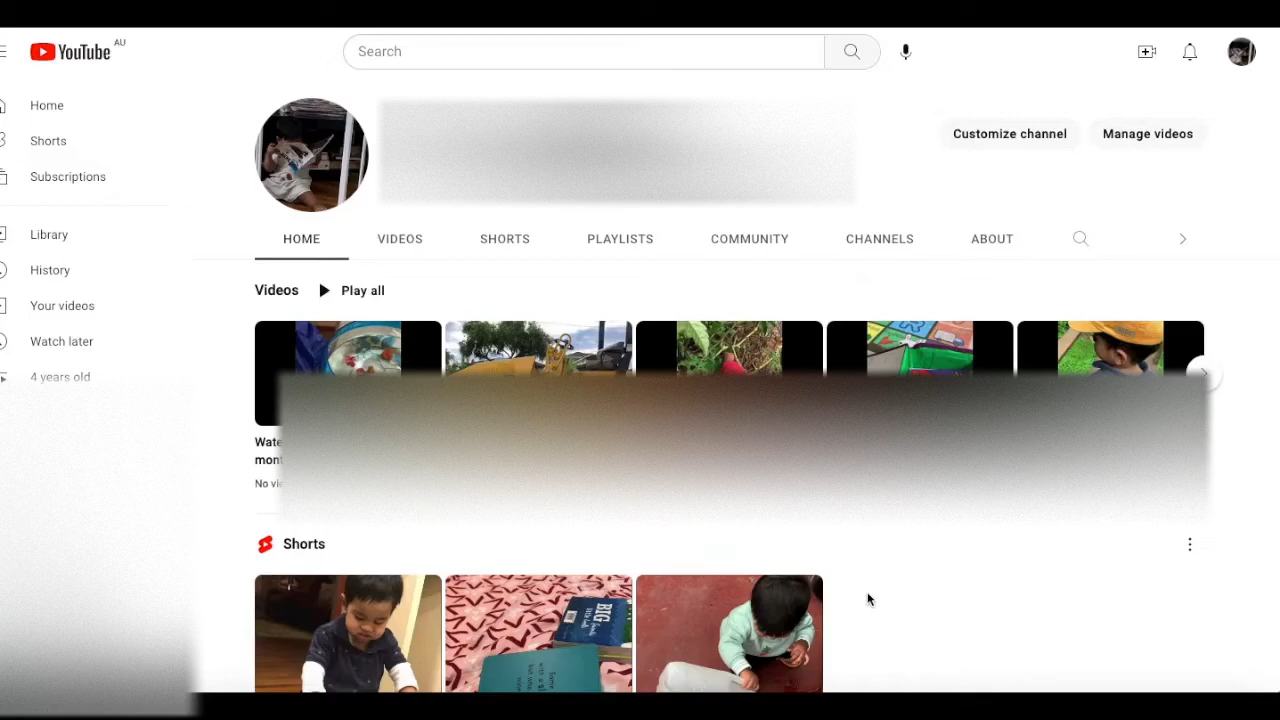 YouTube AU
Search
Home
Shorts
Subscriptions
Library
History
Your videos
Watch later
4 years old
Customize channel
Manage videos
HOME
VIDEOS
SHORTS
PLAYLISTS
COMMUNITY
CHANNELS
ABOUT
Videos
Play all
Shorts
BIG